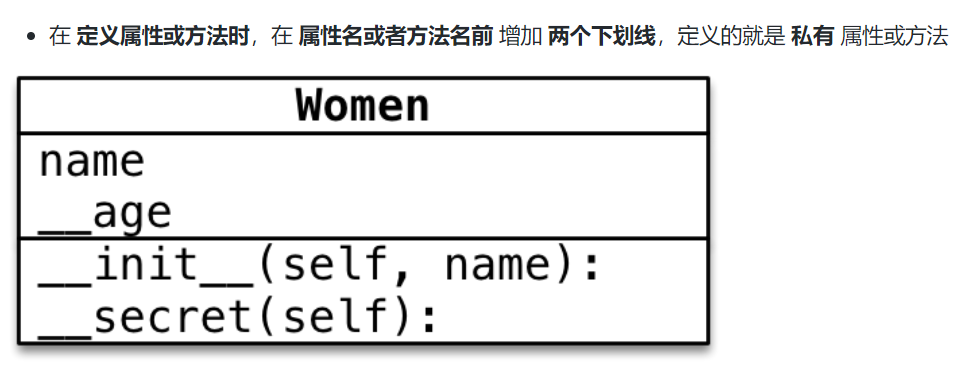 • 在 定义属性或方法时，在 属性名或者方法名前 增加 两个下划线，定义的就是 私有 属性或方法
Women
name
__age
__init__(self, name):
__secret(self):